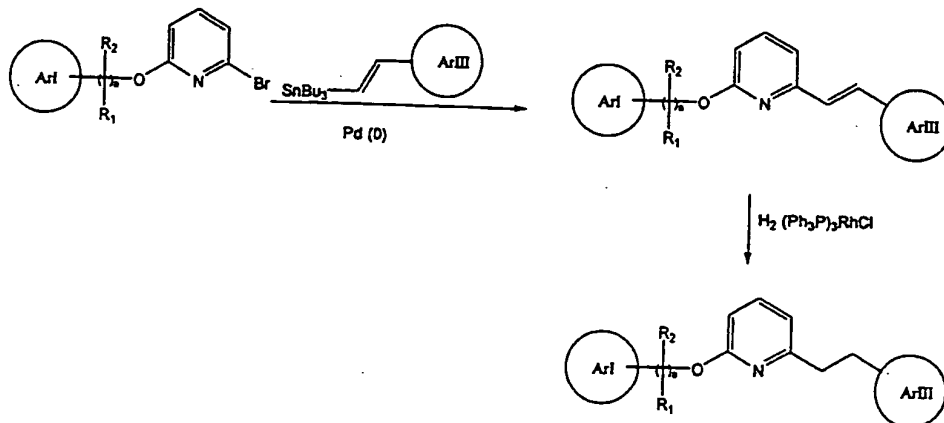 R2
ArI
( )n
O
N
Br
R1
SnBu3
ArIII
Pd (0)
R2
ArI
( )n
O
N
R1
ArIII
H2 (Ph3P)3RhCl
R2
ArI
( )n
O
N
R1
ArIII